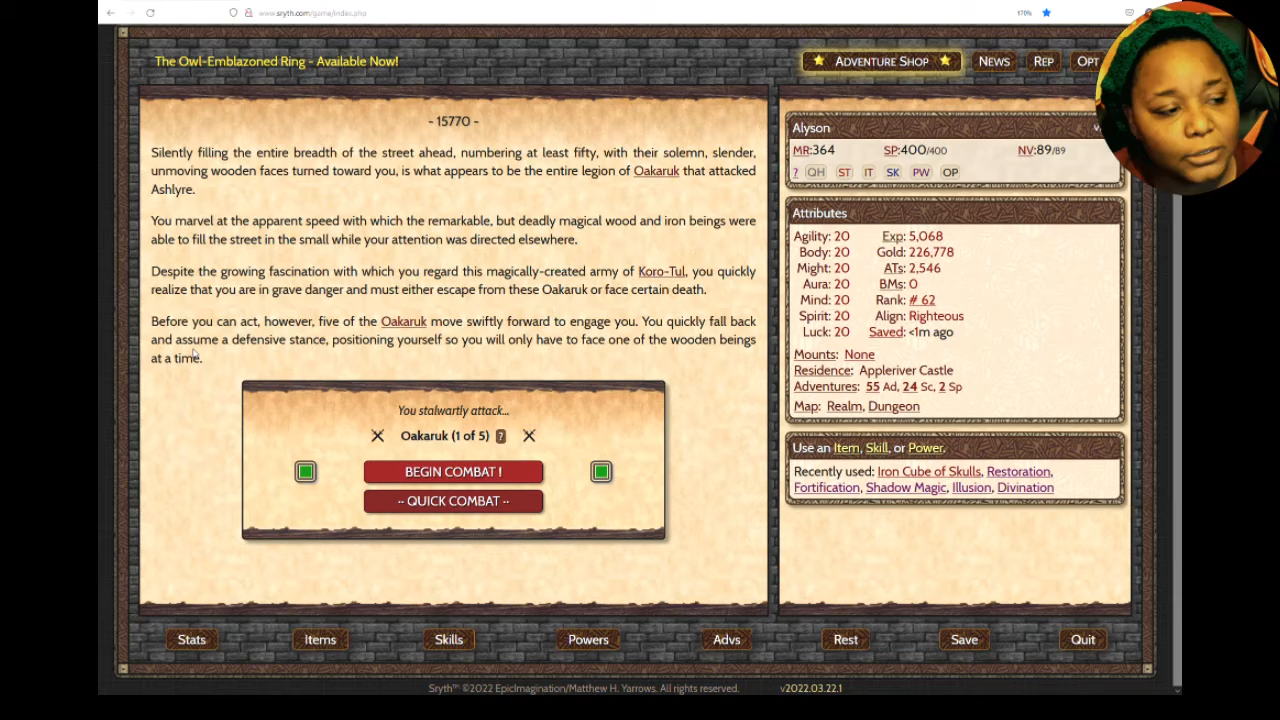 www.sryth.com/game/index.php
170%
The Owl-Emblazoned Ring - Available Now!
ADVENTURE SHOP
NEWS
REP
OPT
- 15770 -
Silently filling the entire breadth of the street ahead, numbering at least fifty, with their solemn, slender,
unmoving wooden faces turned toward you, is what appears to be the entire legion of Oakaruk that attacked
Ashlyre.
You marvel at the apparent speed with which the remarkable, but deadly magical wood and iron beings were
able to fill the street in the small while your attention was directed elsewhere.
Despite the growing fascination with which you regard this magically-created army of Koro-Tul, you quickly
realize that you are in grave danger and must either escape from these Oakaruk or face certain death.
Before you can act, however, five of the Oakaruk move swiftly forward to engage you. You quickly fall back
and assume a defensive stance, positioning yourself so you will only have to face one of the wooden beings
at a time.
You stalwartly attack...
Oakaruk (1 of 5) ?
BEGIN COMBAT !
-- QUICK COMBAT --
Alyson
MR:364 SP:400/400 NV:89/89
? QH ST IT SK PW OP
Attributes
Agility: 20 Exp: 5,068
Body: 20 Gold: 226,778
Might: 20 ATs: 2,546
Aura: 20 BMs: 0
Mind: 20 Rank: # 62
Spirit: 20 Align: Righteous
Luck: 20 Saved: <1m ago
Mounts: None
Residence: Appleriver Castle
Adventures: 55 Ad, 24 Sc, 2 Sp
Map: Realm, Dungeon
Use an Item, Skill, or Power.
Recently used: Iron Cube of Skulls, Restoration,
Fortification, Shadow Magic, Illusion, Divination
Stats
Items
Skills
Powers
Advs
Rest
Save
Quit
Sryth™ ©2022 EpicImagination/Matthew H. Yarrows. All rights reserved. v2022.03.22.1